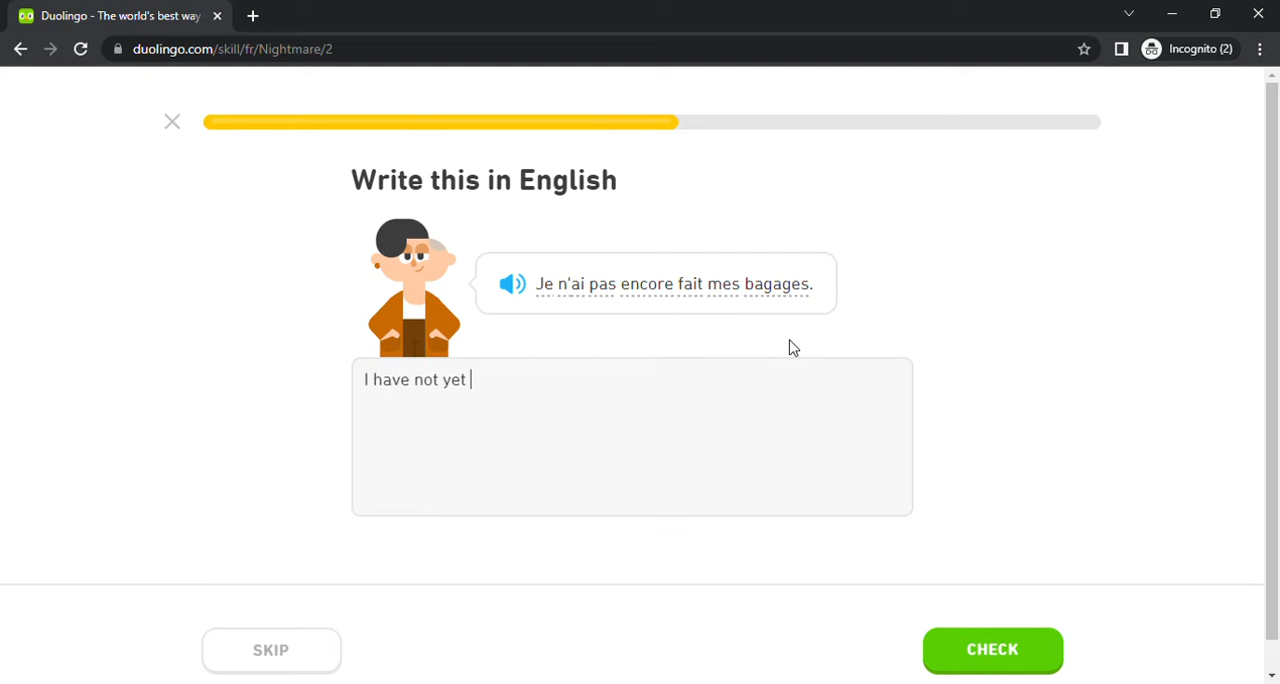 Duolingo - The world's best way
duolingo.com/skill/fr/Nightmare/2
Incognito (2)
Write this in English
Je n'ai pas encore fait mes bagages.
I have not yet
SKIP
CHECK